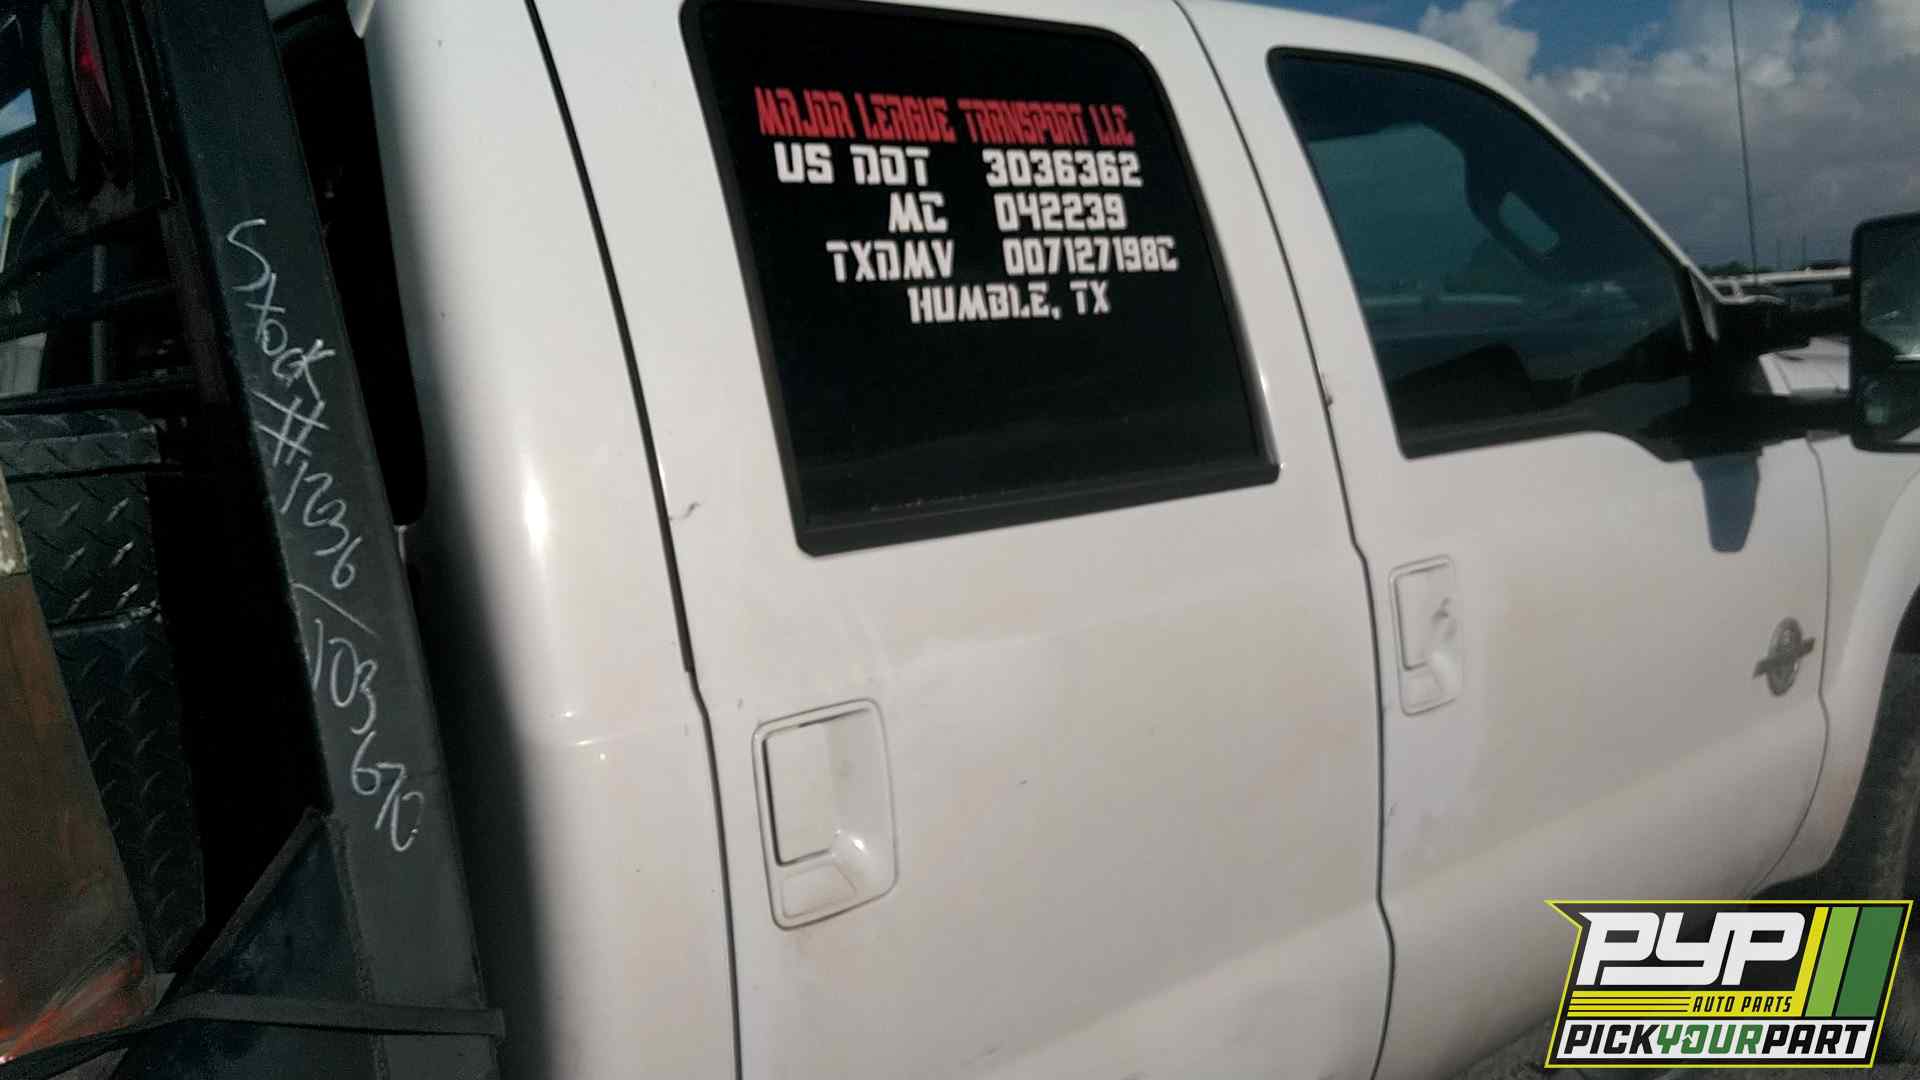 MAJOR LEAGUE TRANSPORT LLC
US DOT 3036362
MC 042239
TXDMV 007127198C
HUMBLE, TX
Stock #1236 / 103670
PYP
AUTO PARTS
PICKYOURPART